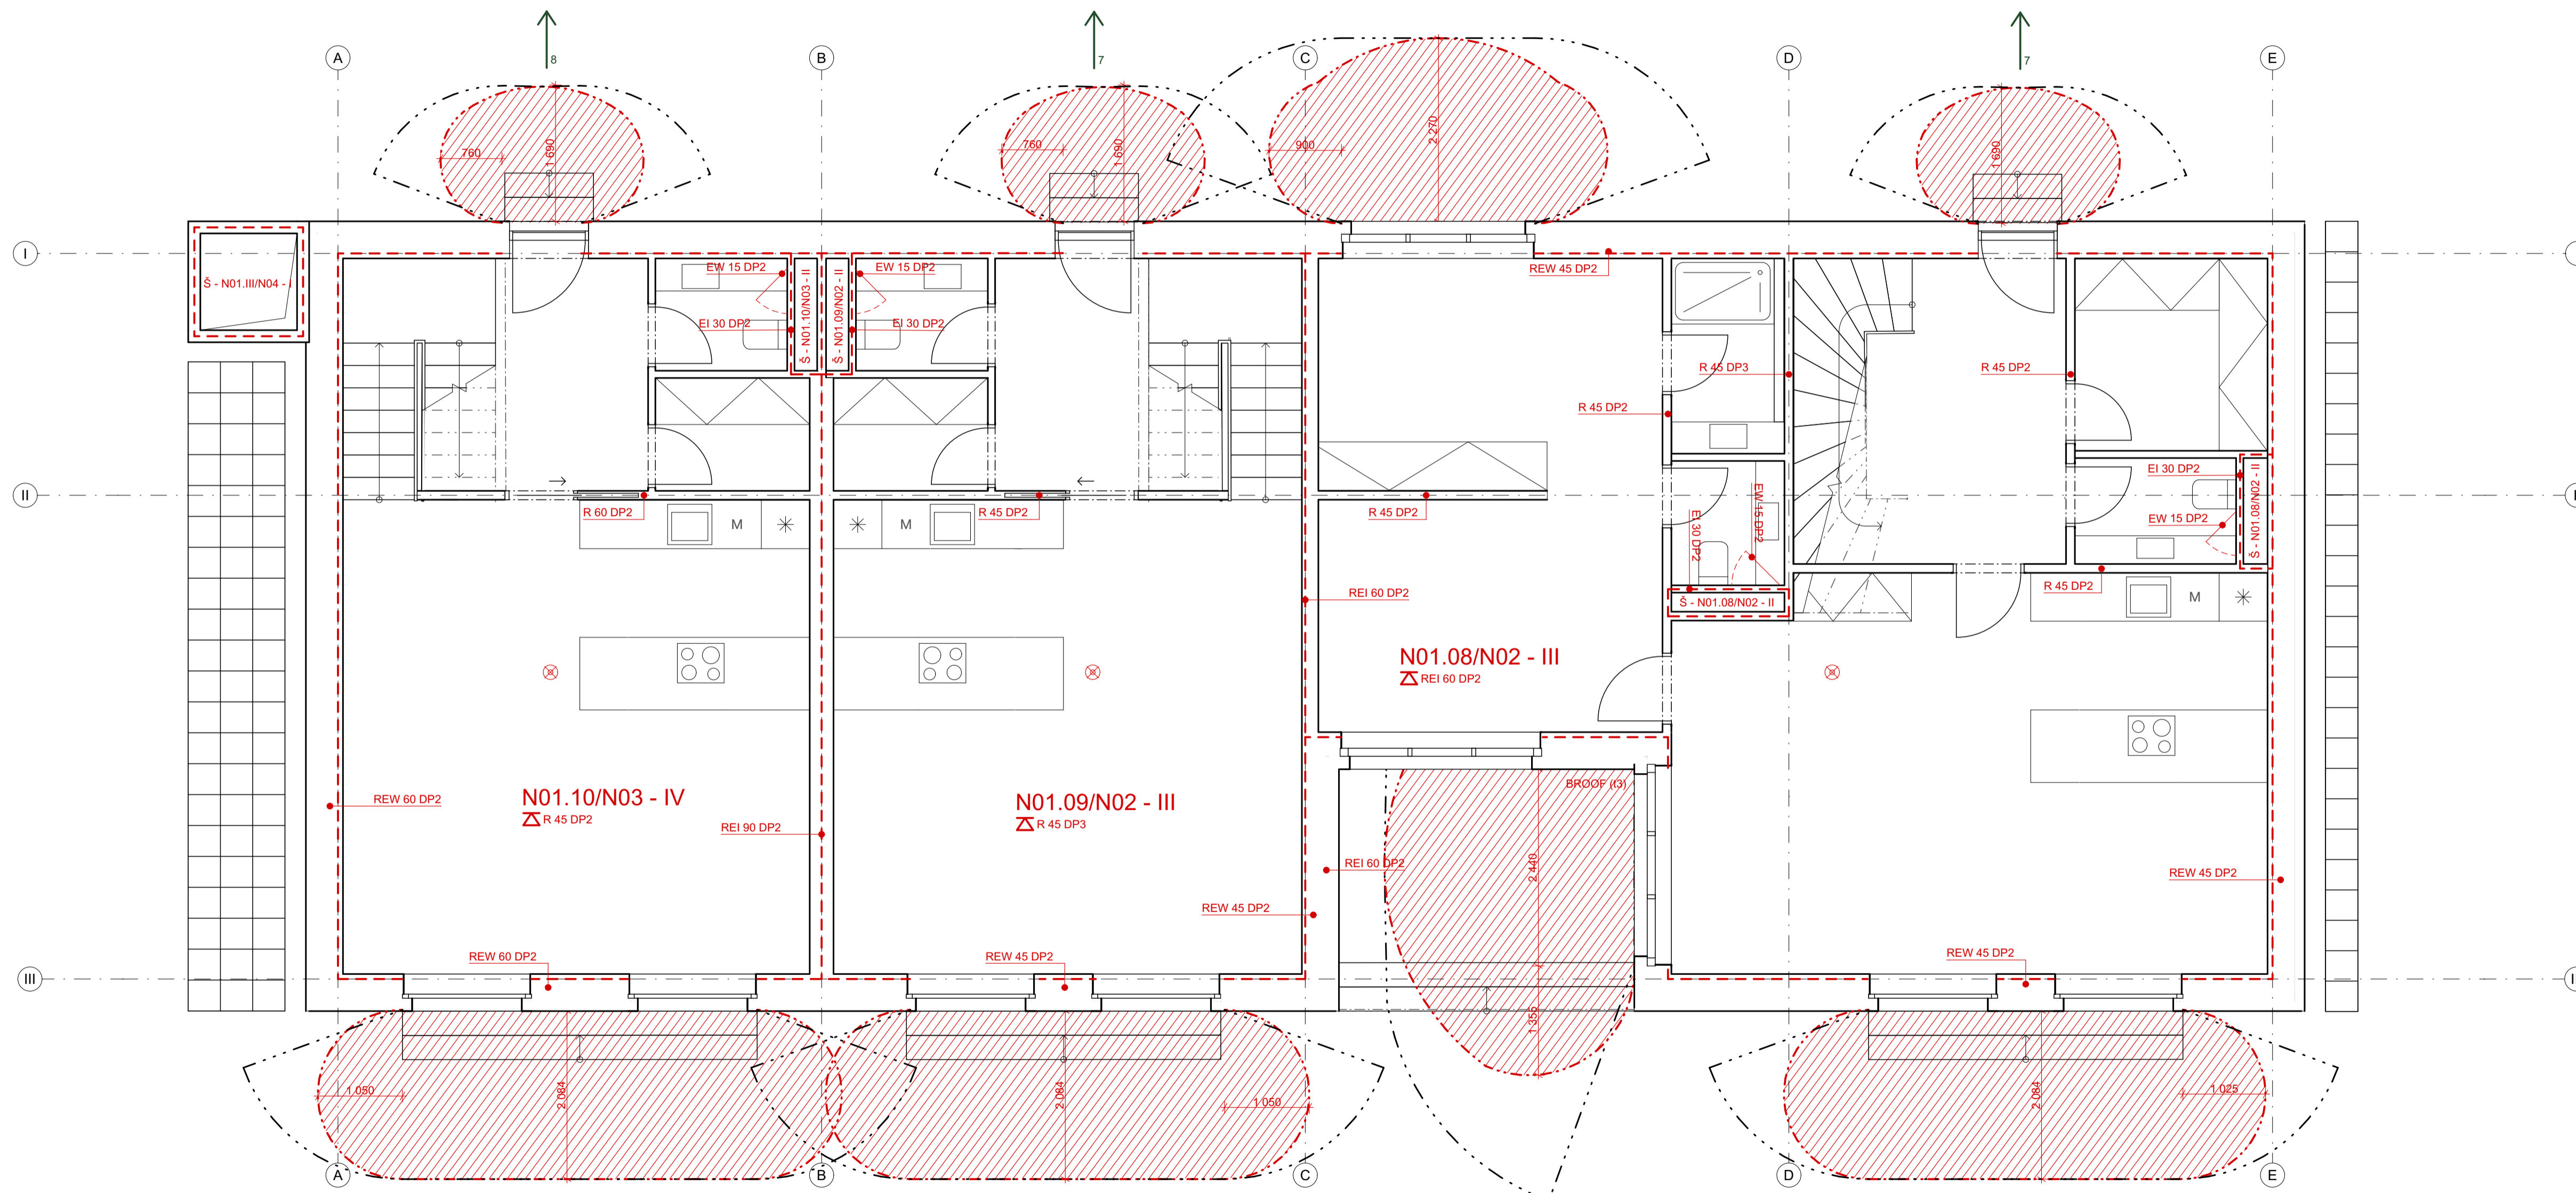 8
7
7
A
B
C
D
E
2 270
760
1 690
760
1 690
900
1 690
I
Š - N01.III/N04 - I
EW 15 DP2
EW 15 DP2
REW 45 DP2
Š - N01.10/N03 - II
Š - N01.09/N02 - II
EI 30 DP2
EI 30 DP2
R 45 DP3
R 45 DP2
R 45 DP2
EI 30 DP2
Š - N01.08/N02 - II
II
R 60 DP2
R 45 DP2
R 45 DP2
EI 30 DP2
EW 15 DP2
EW 15 DP2
M
M
R 45 DP2
M
REI 60 DP2
Š - N01.08/N02 - II
N01.08/N02 - III
REI 60 DP2
BROOF (t3)
REW 60 DP2
N01.10/N03 - IV
R 45 DP2
N01.09/N02 - III
R 45 DP3
REI 90 DP2
REI 60 DP2
2 440
REW 45 DP2
REW 45 DP2
REW 60 DP2
REW 45 DP2
REW 45 DP2
III
1 355
1 050
2 084
2 084
1 050
2 084
1 025
A
B
C
D
E